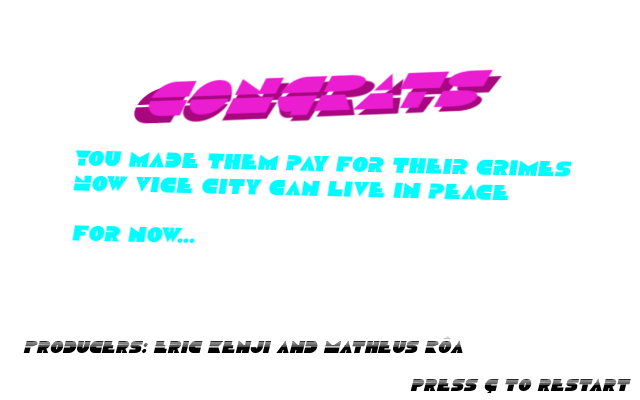 CONGRATS
YOU MADE THEM PAY FOR THEIR CRIMES
NOW VICE CITY CAN LIVE IN PEACE
FOR NOW...
PRODUCERS: ERIC KENJI AND MATHEUS RÔA
PRESS G TO RESTART